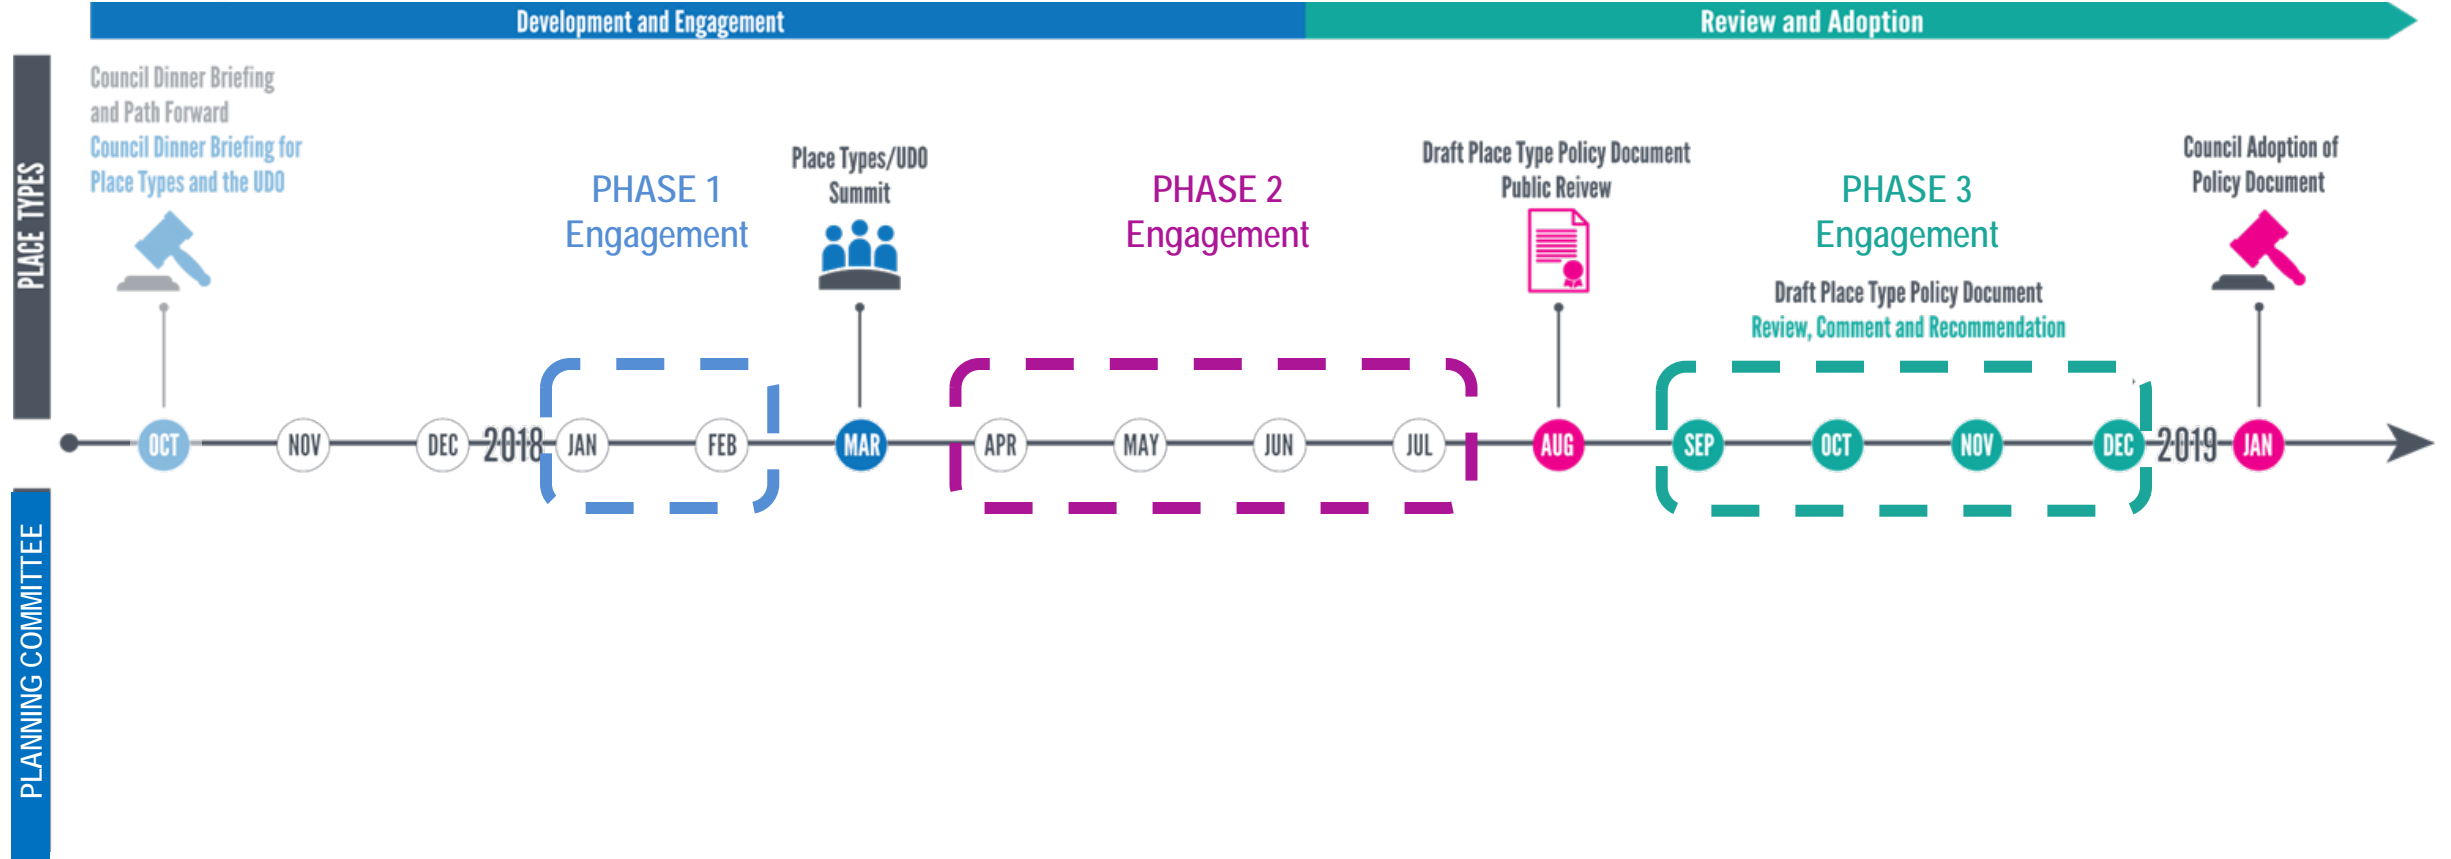 Development and Engagement
Review and Adoption
PLACE TYPES
Council Dinner Briefing
and Path Forward
Council Dinner Briefing for
Place Types and the UDO
PHASE 1
Engagement
Place Types/UDO
Summit
PHASE 2
Engagement
Draft Place Type Policy Document
Public Reivew
PHASE 3
Engagement
Draft Place Type Policy Document
Review, Comment and Recommendation
Council Adoption of
Policy Document
OCT NOV DEC 2018 JAN FEB MAR APR MAY JUN JUL AUG SEP OCT NOV DEC 2019 JAN
PLANNING COMMITTEE